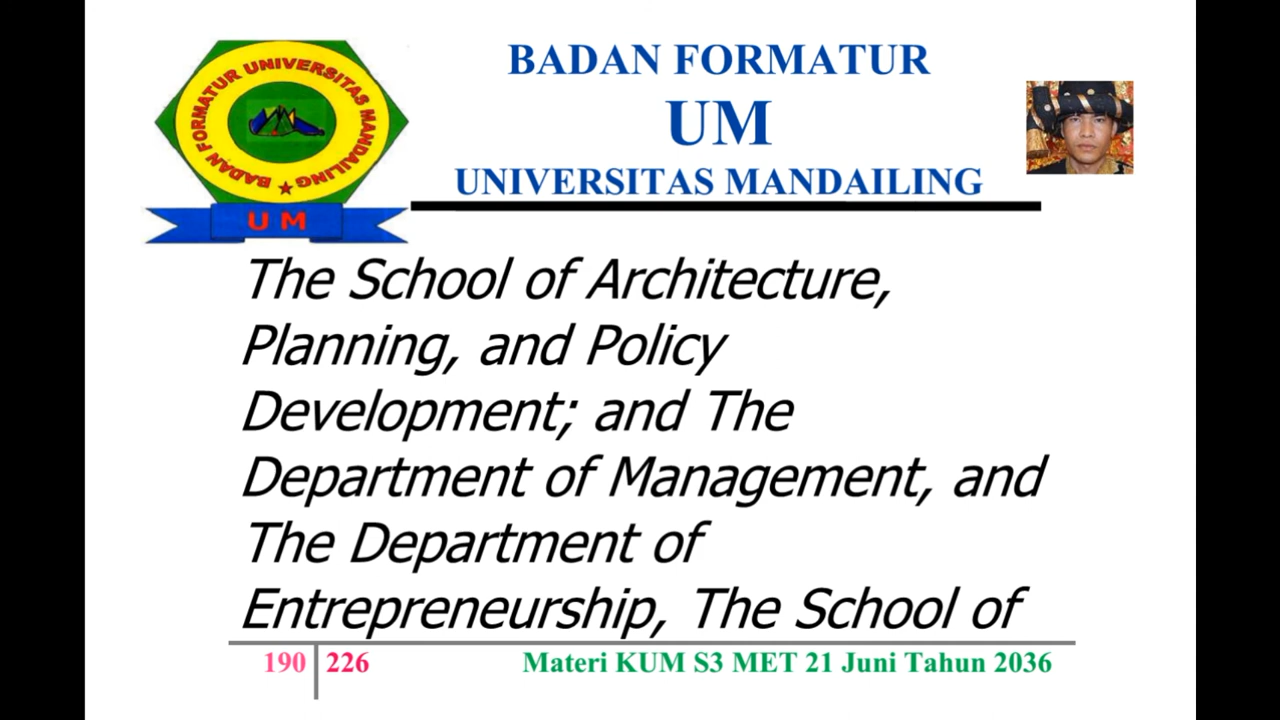 BADAN FORMATUR UNIVERSITAS MANDAILING
UM
BADAN FORMATUR
UM
UNIVERSITAS MANDAILING
The School of Architecture,
Planning, and Policy
Development; and The
Department of Management, and
The Department of
Entrepreneurship, The School of
190 226
Materi KUM S3 MET 21 Juni Tahun 2036